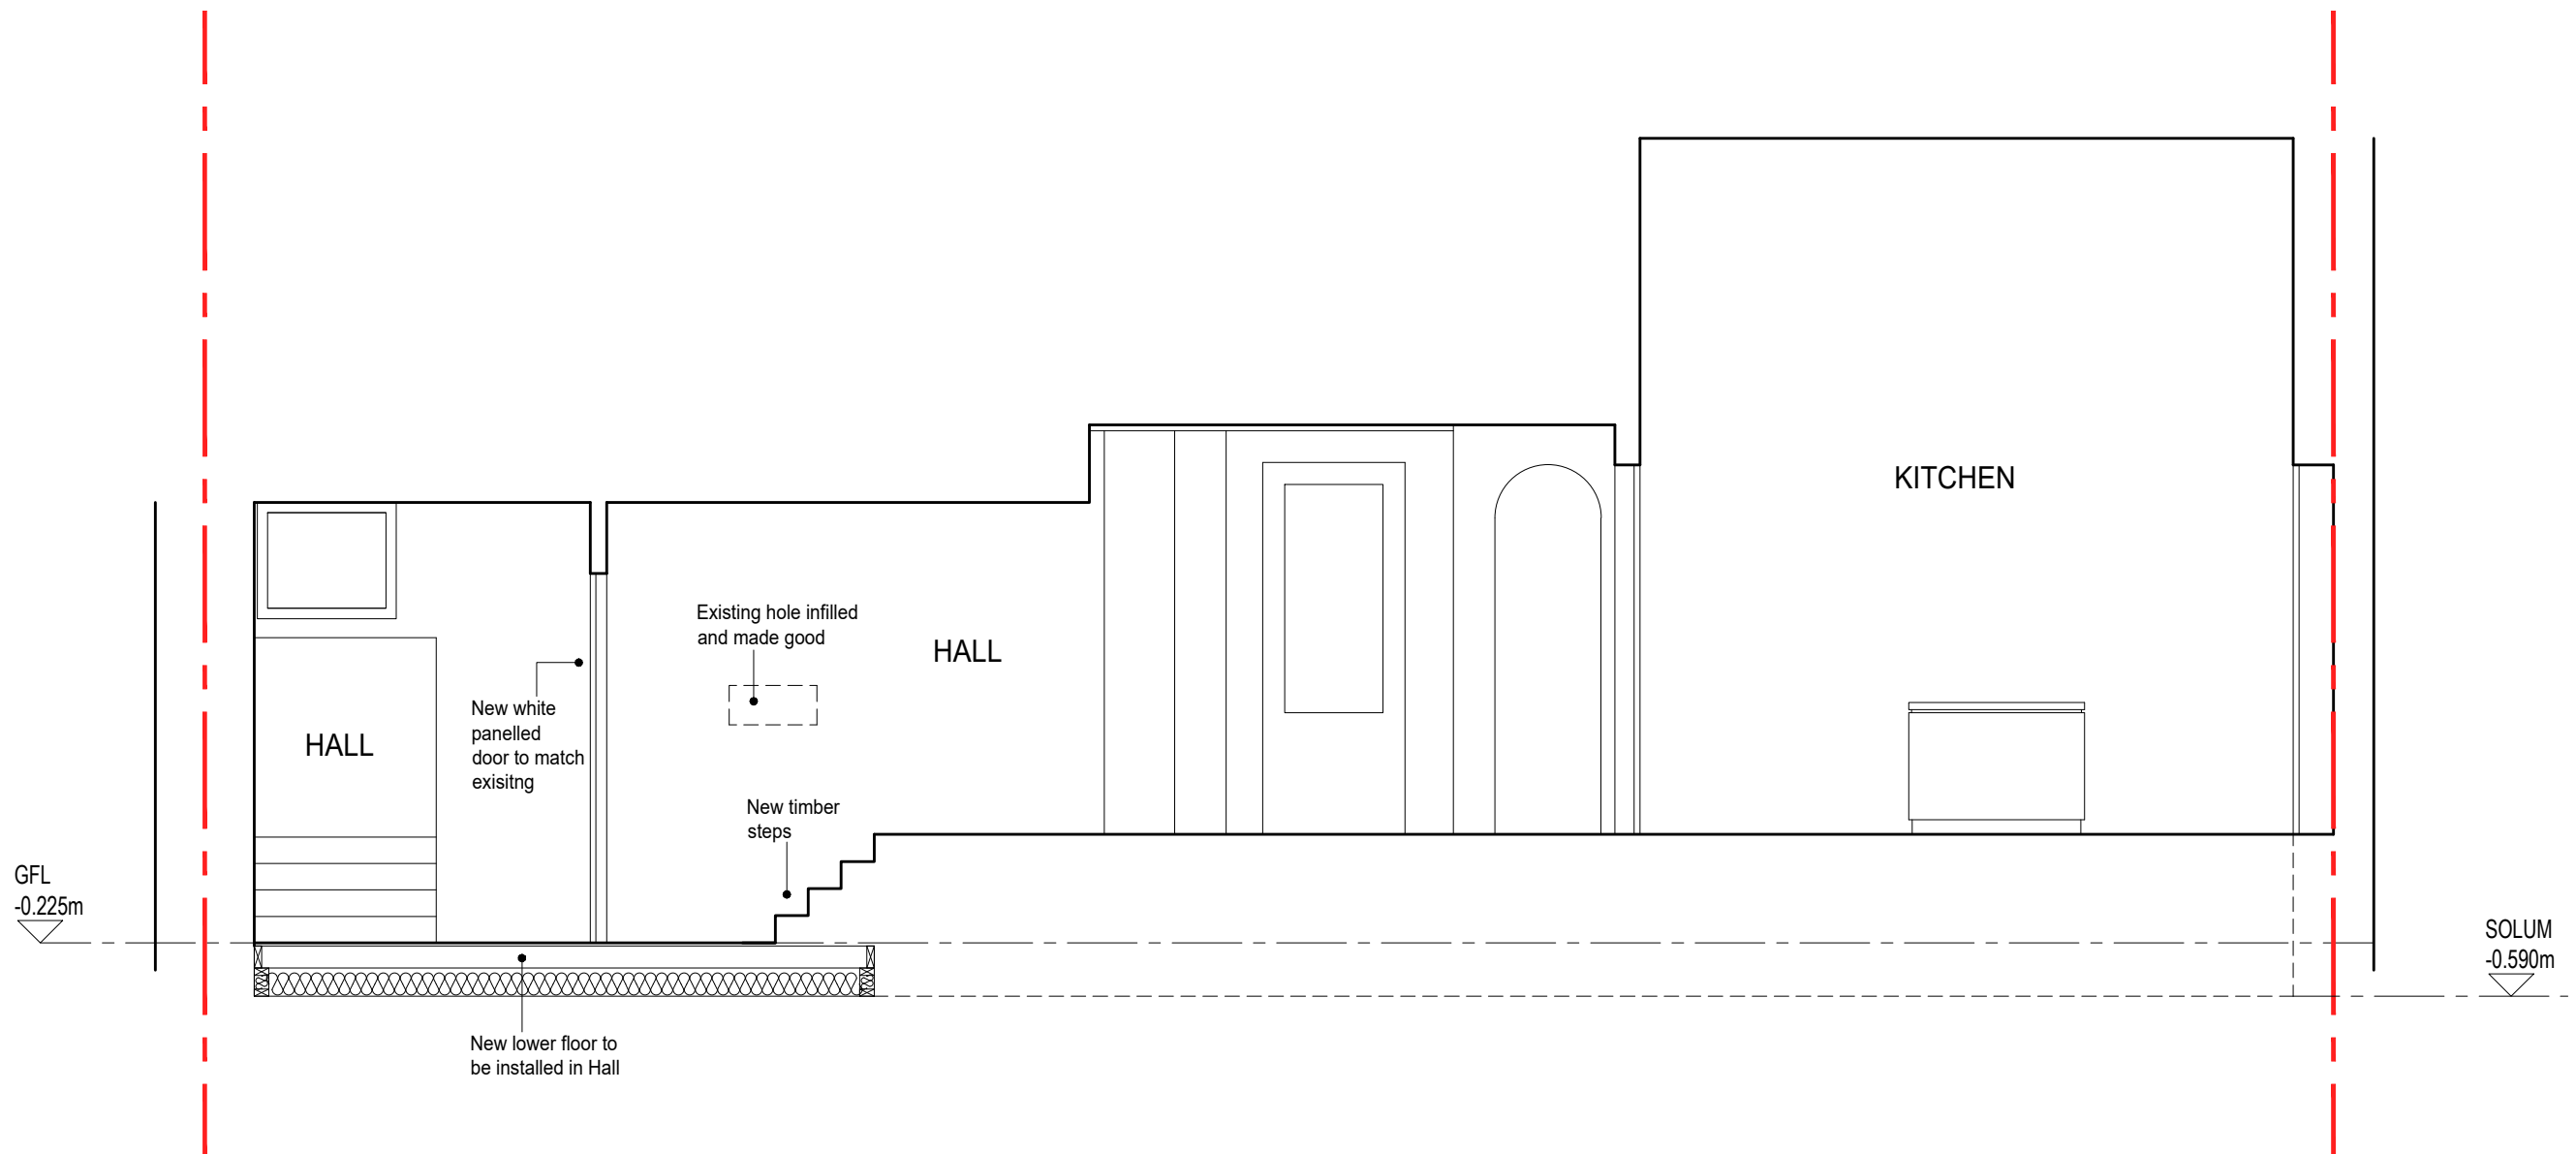 KITCHEN
Existing hole infilled
and made good
HALL
New white
panelled
door to match
exisitng
HALL
New timber
steps
GFL
-0.225m
SOLUM
-0.590m
New lower floor to
be installed in Hall